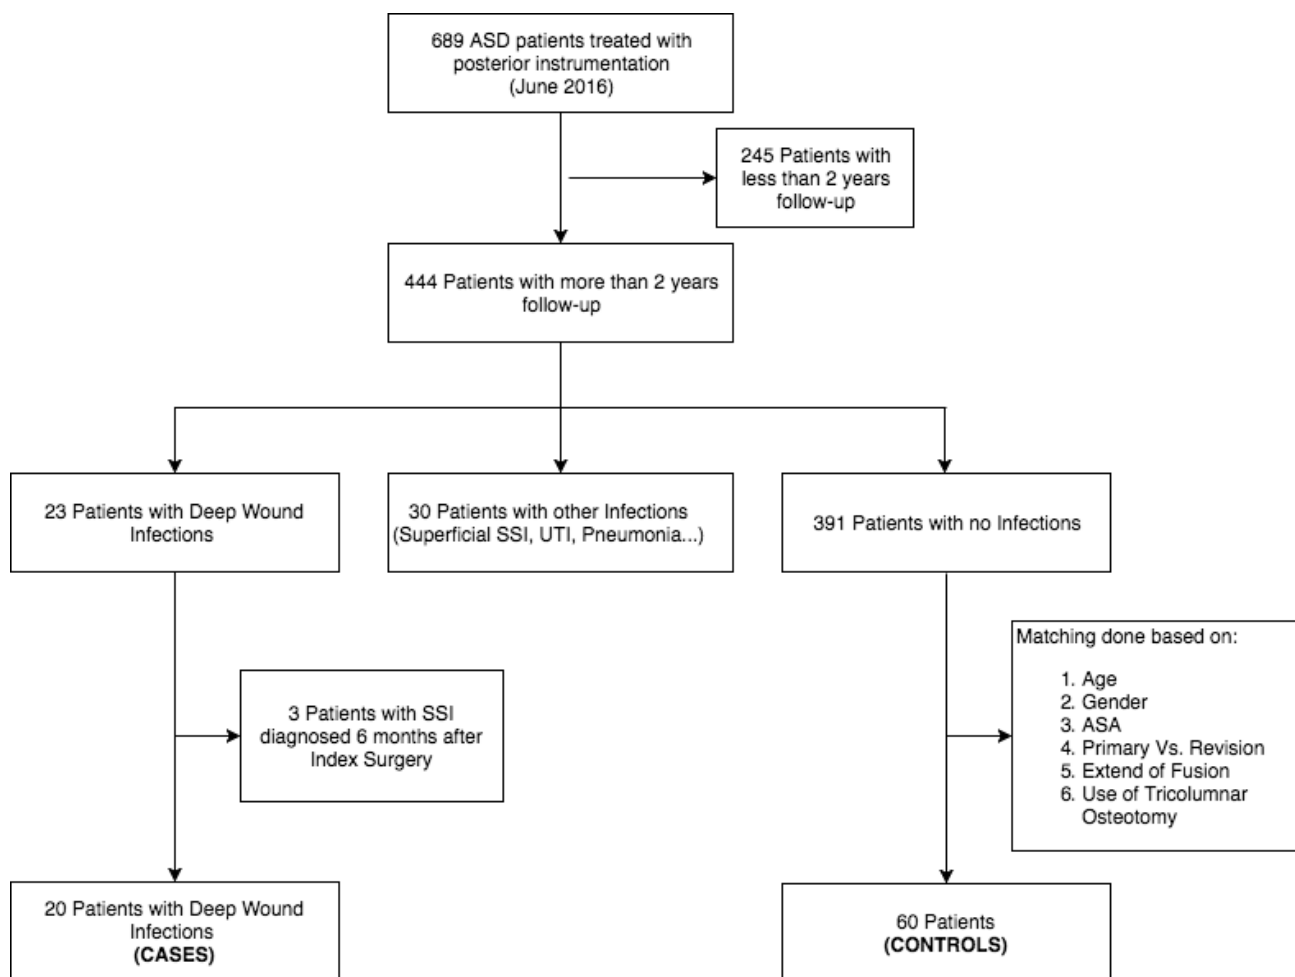 689 ASD patients treated with
posterior instrumentation
(June 2016)
245 Patients with
less than 2 years
follow-up
444 Patients with more than 2 years
follow-up
23 Patients with Deep Wound
Infections
30 Patients with other Infections
(Superficial SSI, UTI, Pneumonia...)
391 Patients with no Infections
3 Patients with SSI
diagnosed 6 months after
Index Surgery
Matching done based on:
1. Age
2. Gender
3. ASA
4. Primary Vs. Revision
5. Extend of Fusion
6. Use of Tricolumnar
Osteotomy
20 Patients with Deep Wound
Infections
(CASES)
60 Patients
(CONTROLS)